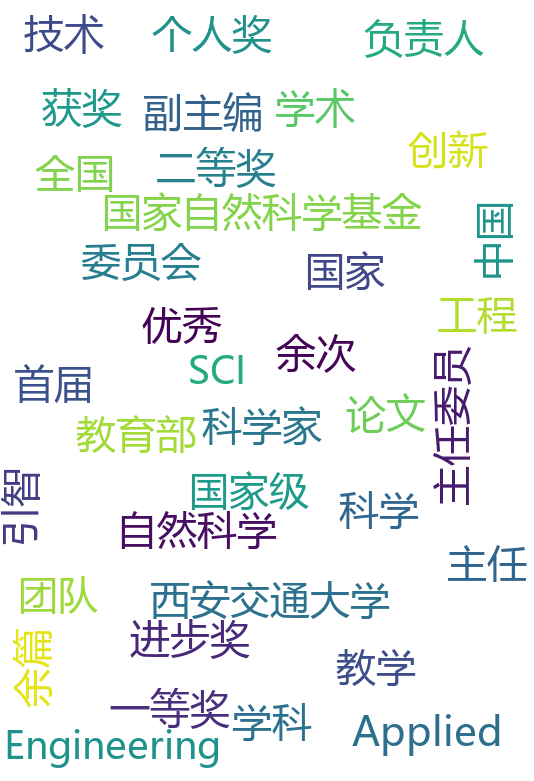 技术
个人奖
负责人
获奖
副主编
学术
创新
全国
二等奖
国家自然科学基金
中国
委员会
国家
工程
优秀
余次
SCI
首届
主任委员
教育部
科学家
论文
引智
国家级
科学
自然科学
主任
团队
西安交通大学
余篇
进步奖
教学
一等奖
学科
Applied
Engineering